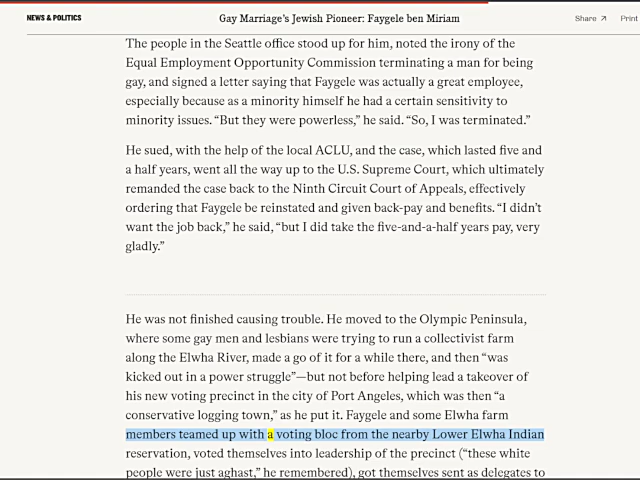 NEWS & POLITICS
Gay Marriage's Jewish Pioneer: Faygele ben Miriam
Share ↗
Print
The people in the Seattle office stood up for him, noted the irony of the
Equal Employment Opportunity Commission terminating a man for being
gay, and signed a letter saying that Faygele was actually a great employee,
especially because as a minority himself he had a certain sensitivity to
minority issues. “But they were powerless,” he said. “So, I was terminated.”
He sued, with the help of the local ACLU, and the case, which lasted five and
a half years, went all the way up to the U.S. Supreme Court, which ultimately
remanded the case back to the Ninth Circuit Court of Appeals, effectively
ordering that Faygele be reinstated and given back-pay and benefits. “I didn’t
want the job back,” he said, “but I did take the five-and-a-half years pay, very
gladly.”
He was not finished causing trouble. He moved to the Olympic Peninsula,
where some gay men and lesbians were trying to run a collectivist farm
along the Elwha River, made a go of it for a while there, and then “was
kicked out in a power struggle”—but not before helping lead a takeover of
his new voting precinct in the city of Port Angeles, which was then “a
conservative logging town,” as he put it. Faygele and some Elwha farm
members teamed up with a voting bloc from the nearby Lower Elwha Indian
reservation, voted themselves into leadership of the precinct (“these white
people were just aghast,” he remembered), got themselves sent as delegates to